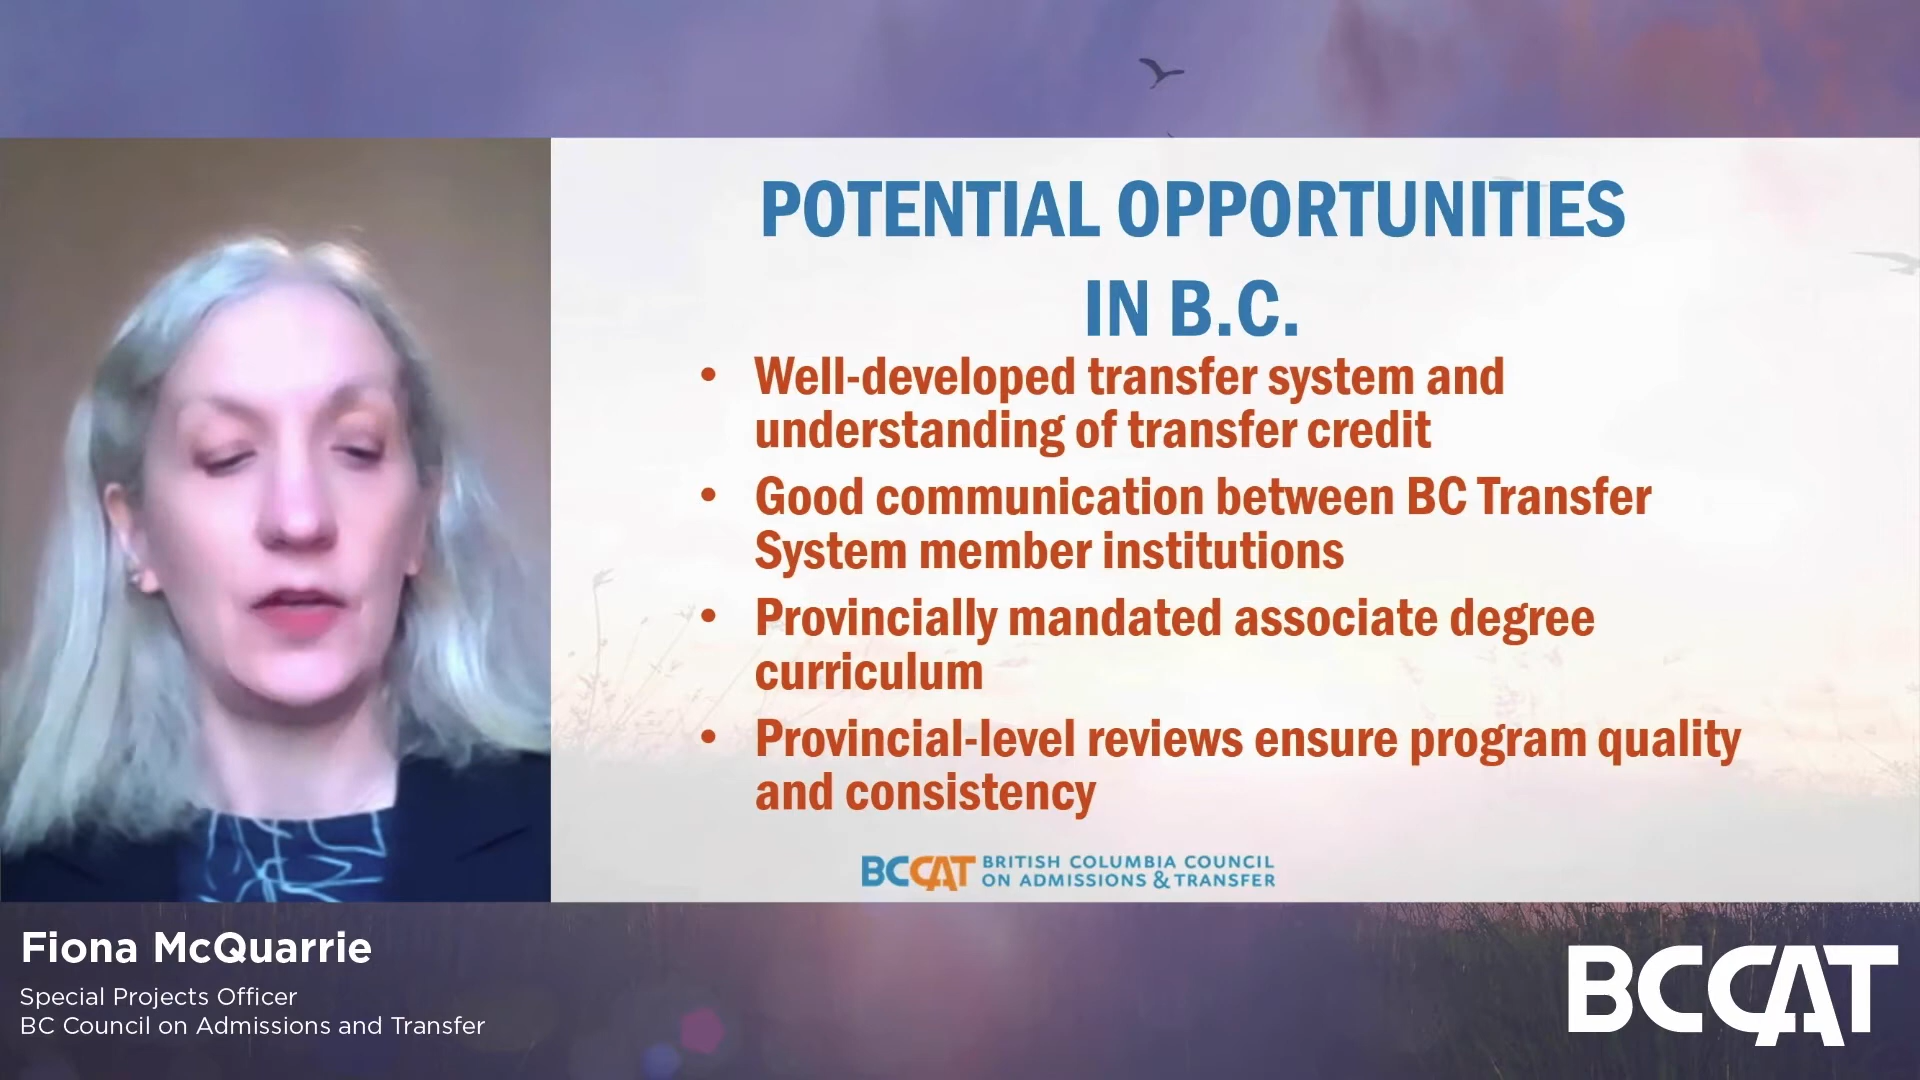 POTENTIAL OPPORTUNITIES
IN B.C.
• Well-developed transfer system and
understanding of transfer credit
• Good communication between BC Transfer
System member institutions
• Provincially mandated associate degree
curriculum
• Provincial-level reviews ensure program quality
and consistency
BCCAT BRITISH COLUMBIA COUNCIL
ON ADMISSIONS & TRANSFER
Fiona McQuarrie
Special Projects Officer
BC Council on Admissions and Transfer
BCCAT